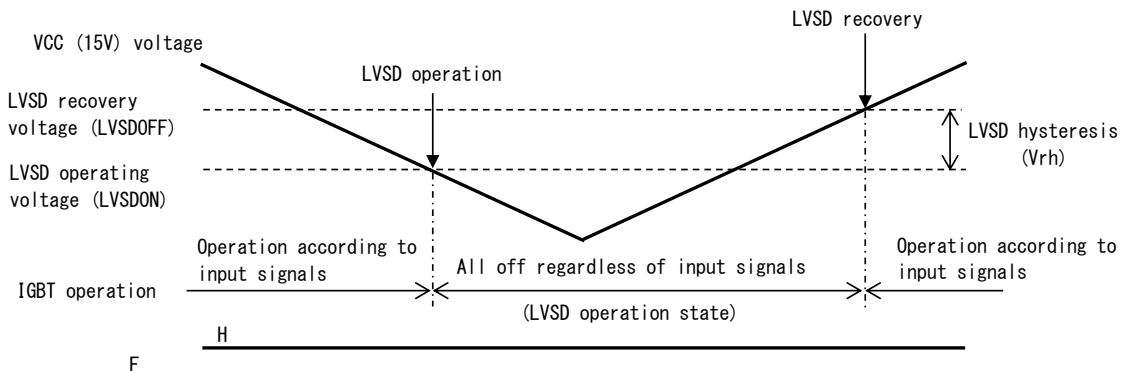 LVSD recovery
VCC (15V) voltage
LVSD operation
LVSD recovery
voltage (LVSDOFF)
LVSD hysteresis
(Vrh)
LVSD operating
voltage (LVSDON)
Operation according to
input signals
All off regardless of input signals
Operation according to
input signals
IGBT operation
(LVSD operation state)
H
F